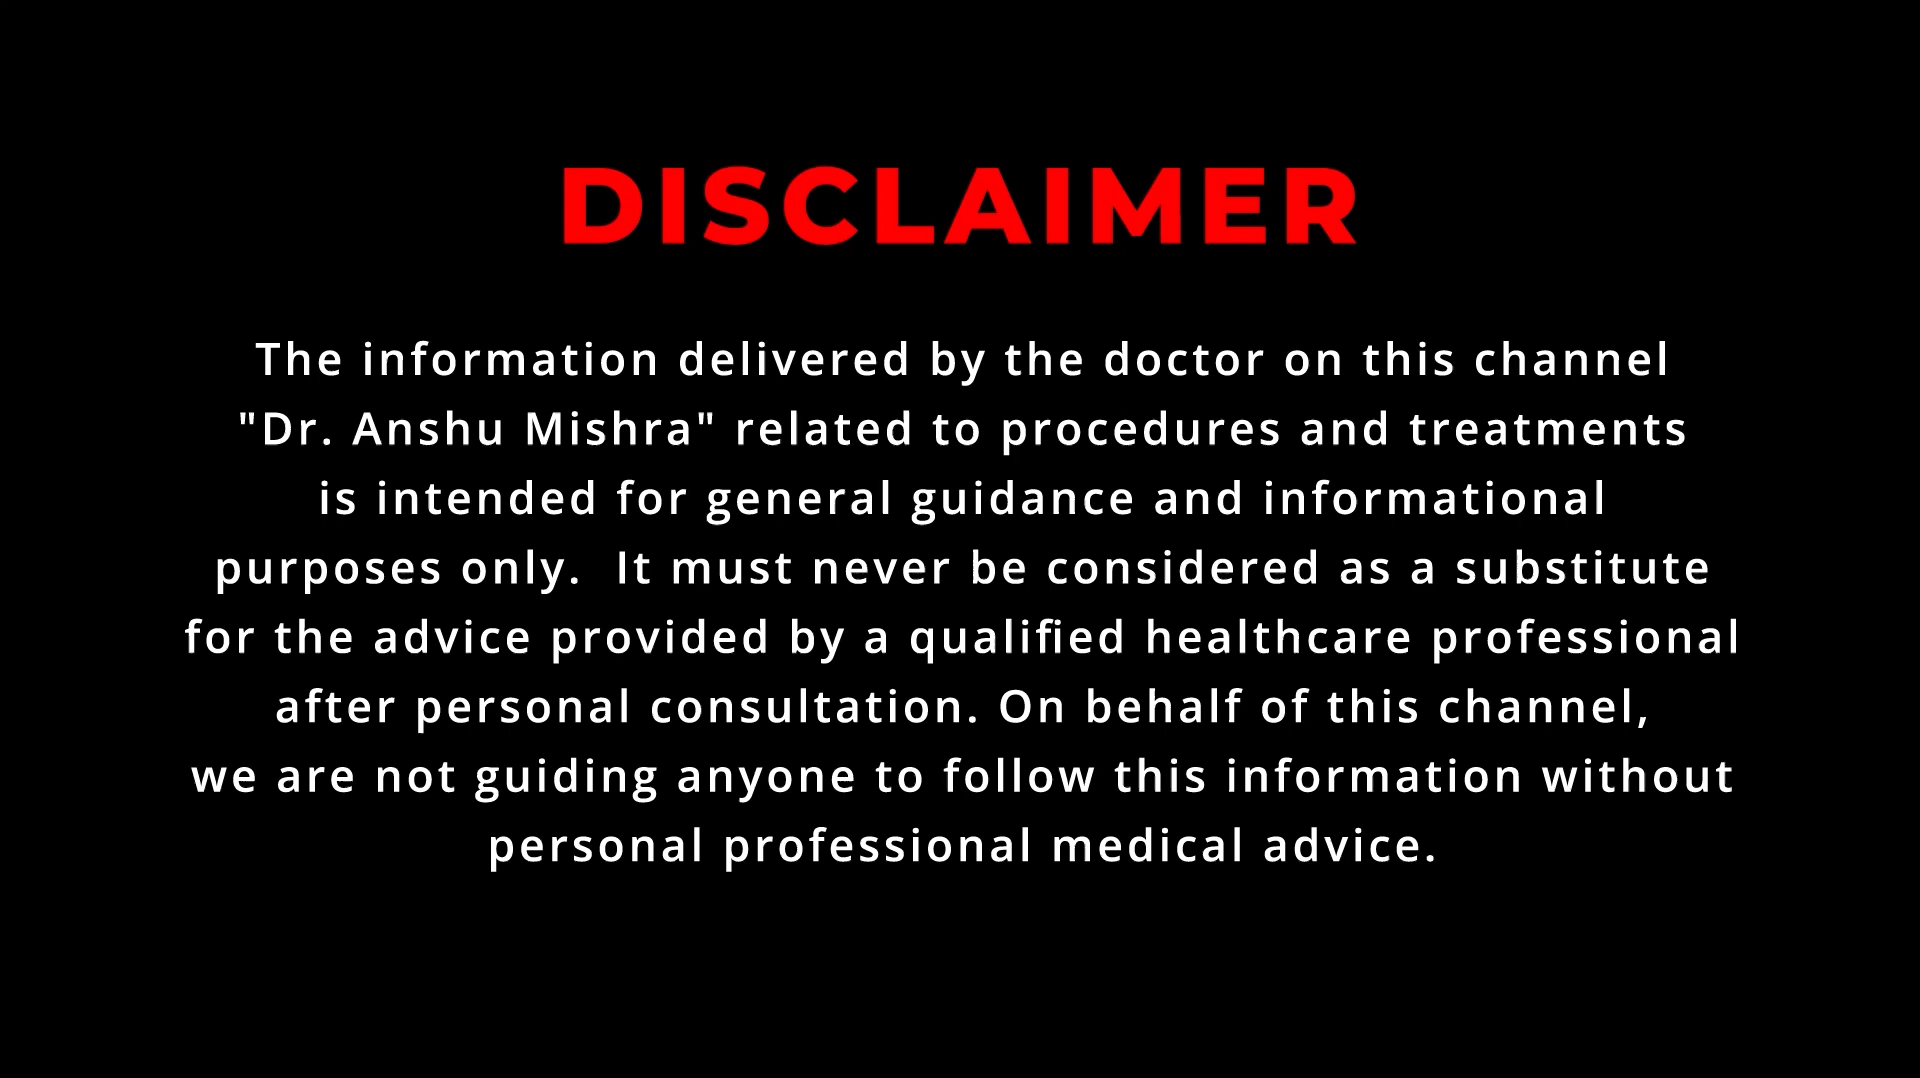 DISCLAIMER
The information delivered by the doctor on this channel
"Dr. Anshu Mishra" related to procedures and treatments
is intended for general guidance and informational
purposes only.  It must never be considered as a substitute
for the advice provided by a qualified healthcare professional
after personal consultation. On behalf of this channel,
we are not guiding anyone to follow this information without
personal professional medical advice.